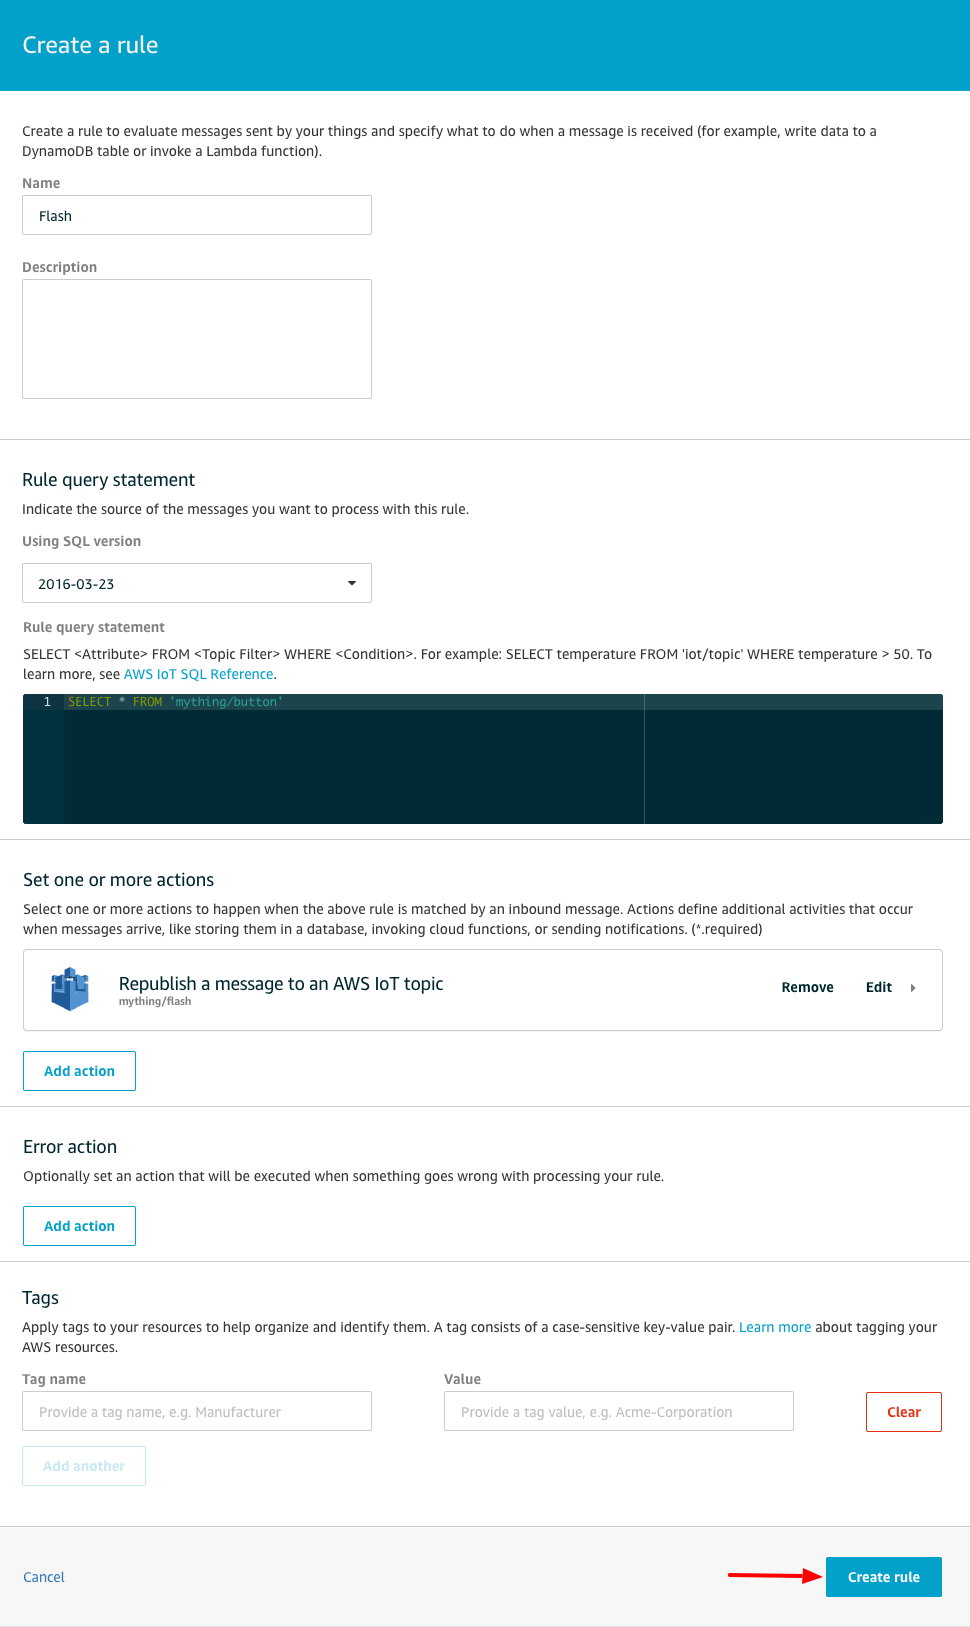 Create a rule
Create a rule to evaluate messages sent by your things and specify what to do when a message is received (for example, write data to a
DynamoDB table or invoke a Lambda function).
Name
Flash
Description
Rule query statement
Indicate the source of the messages you want to process with this rule.
Using SQL version
2016-03-23
Rule query statement
SELECT <Attribute> FROM <Topic Filter> WHERE <Condition>. For example: SELECT temperature FROM 'iot/topic' WHERE temperature > 50. To
learn more, see AWS IoT SQL Reference.
1 SELECT * FROM 'mything/button'
Set one or more actions
Select one or more actions to happen when the above rule is matched by an inbound message. Actions define additional activities that occur
when messages arrive, like storing them in a database, invoking cloud functions, or sending notifications. (*.required)
Republish a message to an AWS IoT topic
mything/flash
Remove Edit
Add action
Error action
Optionally set an action that will be executed when something goes wrong with processing your rule.
Add action
Tags
Apply tags to your resources to help organize and identify them. A tag consists of a case-sensitive key-value pair. Learn more about tagging your
AWS resources.
Tag name Value
Provide a tag name, e.g. Manufacturer Provide a tag value, e.g. Acme-Corporation Clear
Add another
Cancel Create rule